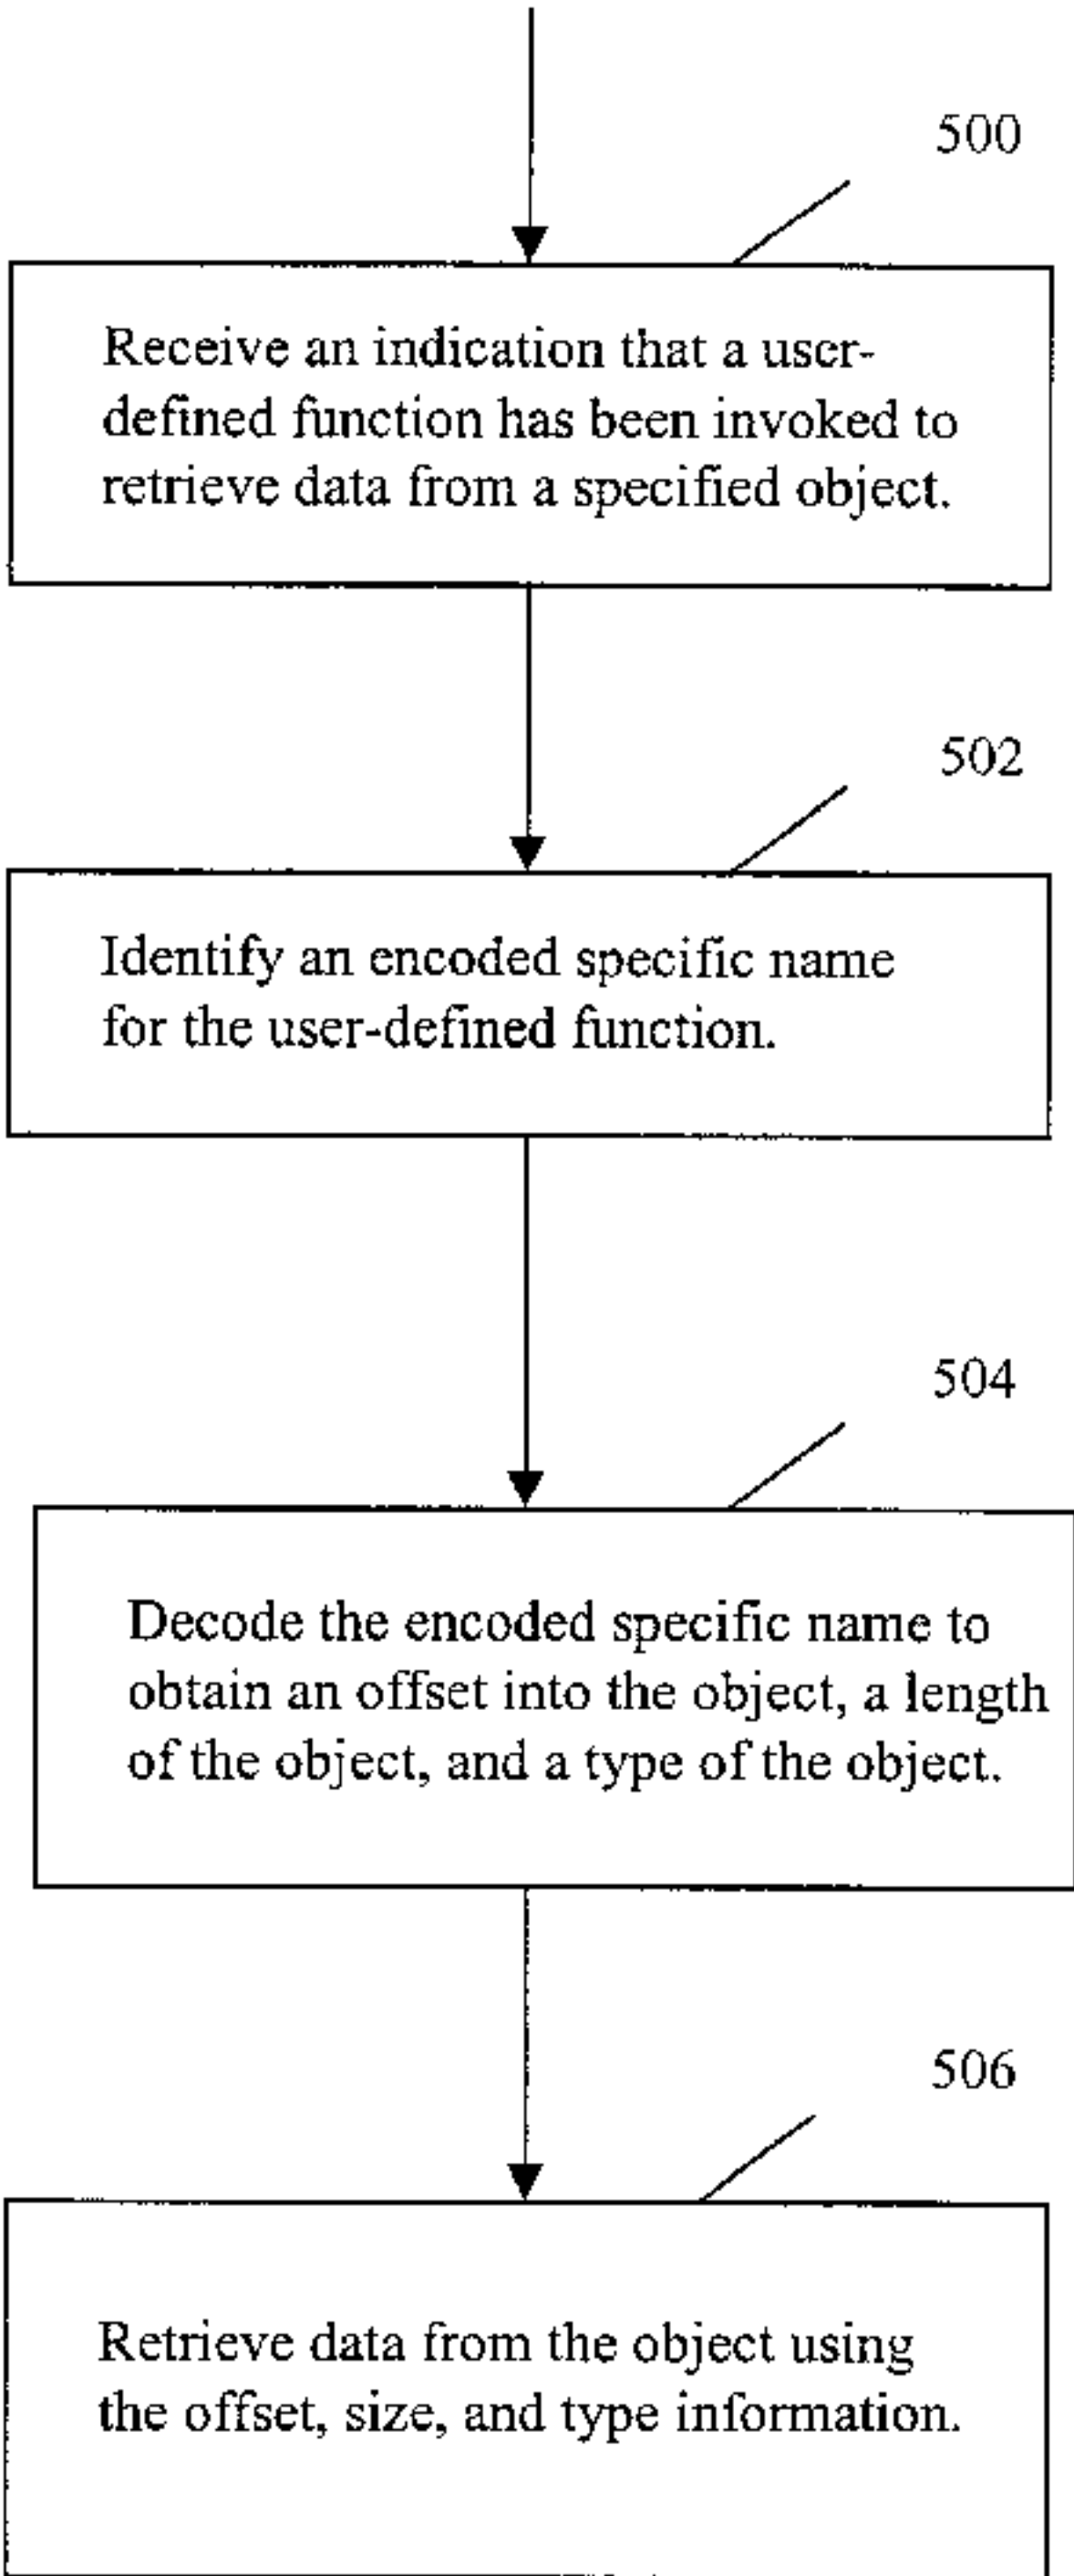 500
Receive an indication that a user-
defined function has been invoked to
retrieve data from a specified object.
502
Identify an encoded specific name
for the user-defined function.
504
Decode the encoded specific name to
obtain an offset into the object, a length
of the object, and a type of the object.
506
Retrieve data from the object using
the offset, size, and type information.